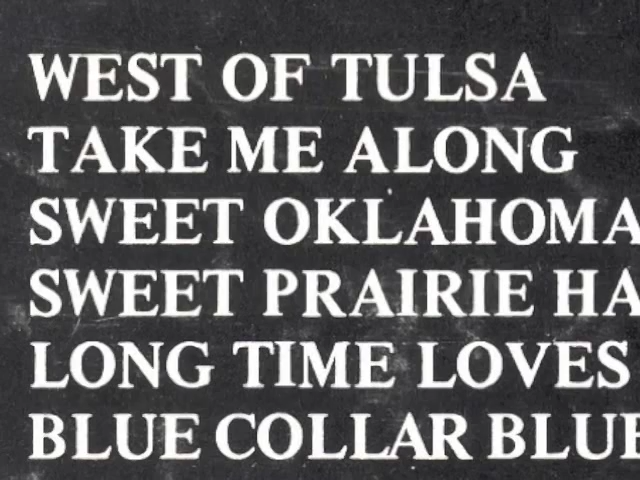 WEST OF TULSA
TAKE ME ALONG
SWEET OKLAHOMA
SWEET PRAIRIE
LONG TIME LOVES
BLUE COLLAR